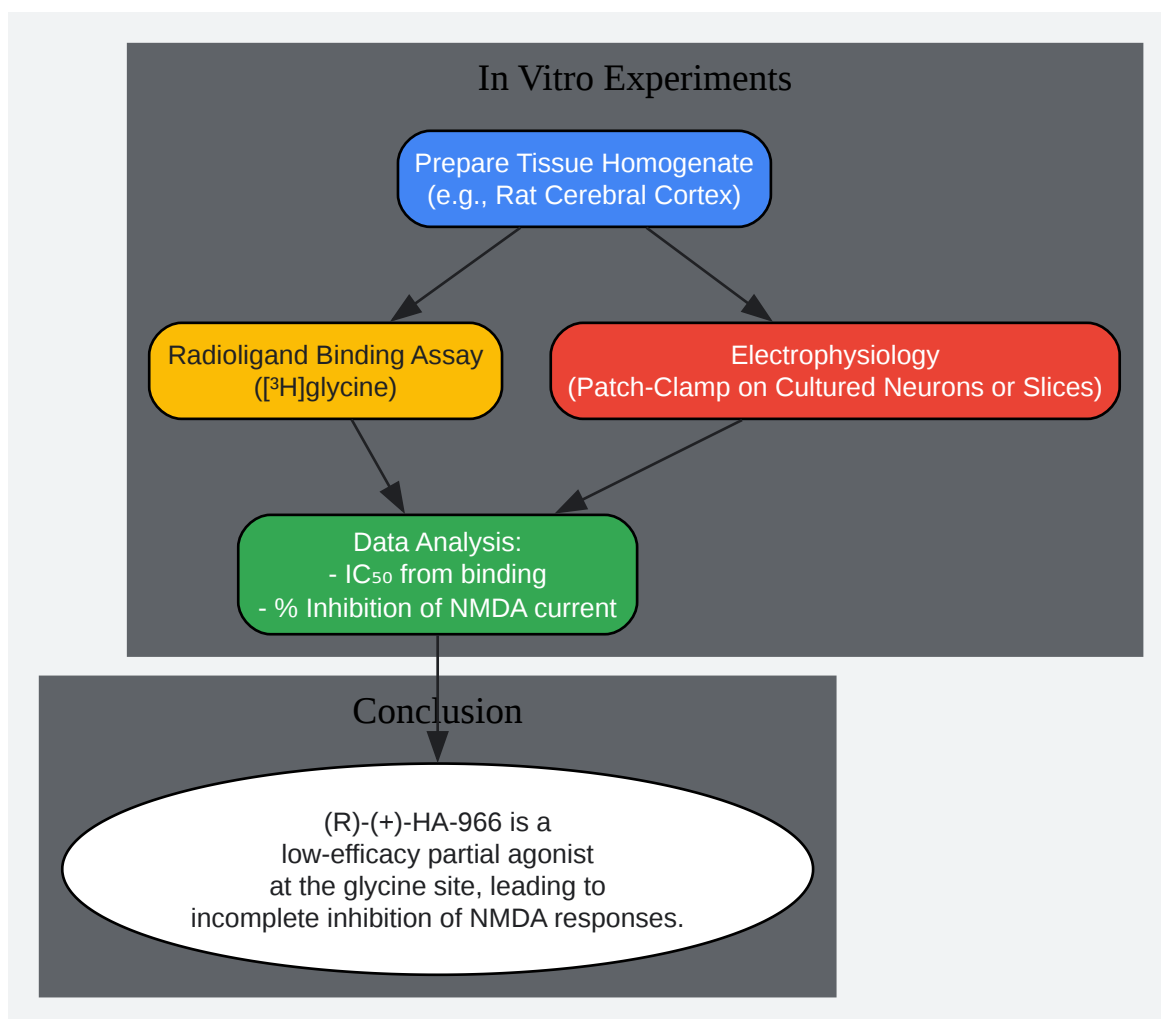 In Vitro Experiments
Prepare Tissue Homogenate
(e.g., Rat Cerebral Cortex)
Radioligand Binding Assay
([³H]glycine)
Electrophysiology
(Patch-Clamp on Cultured Neurons or Slices)
Data Analysis:
- IC₅₀ from binding
- % Inhibition of NMDA current
Conclusion
(R)-(+)-HA-966 is a
low-efficacy partial agonist
at the glycine site, leading to
incomplete inhibition of NMDA responses.